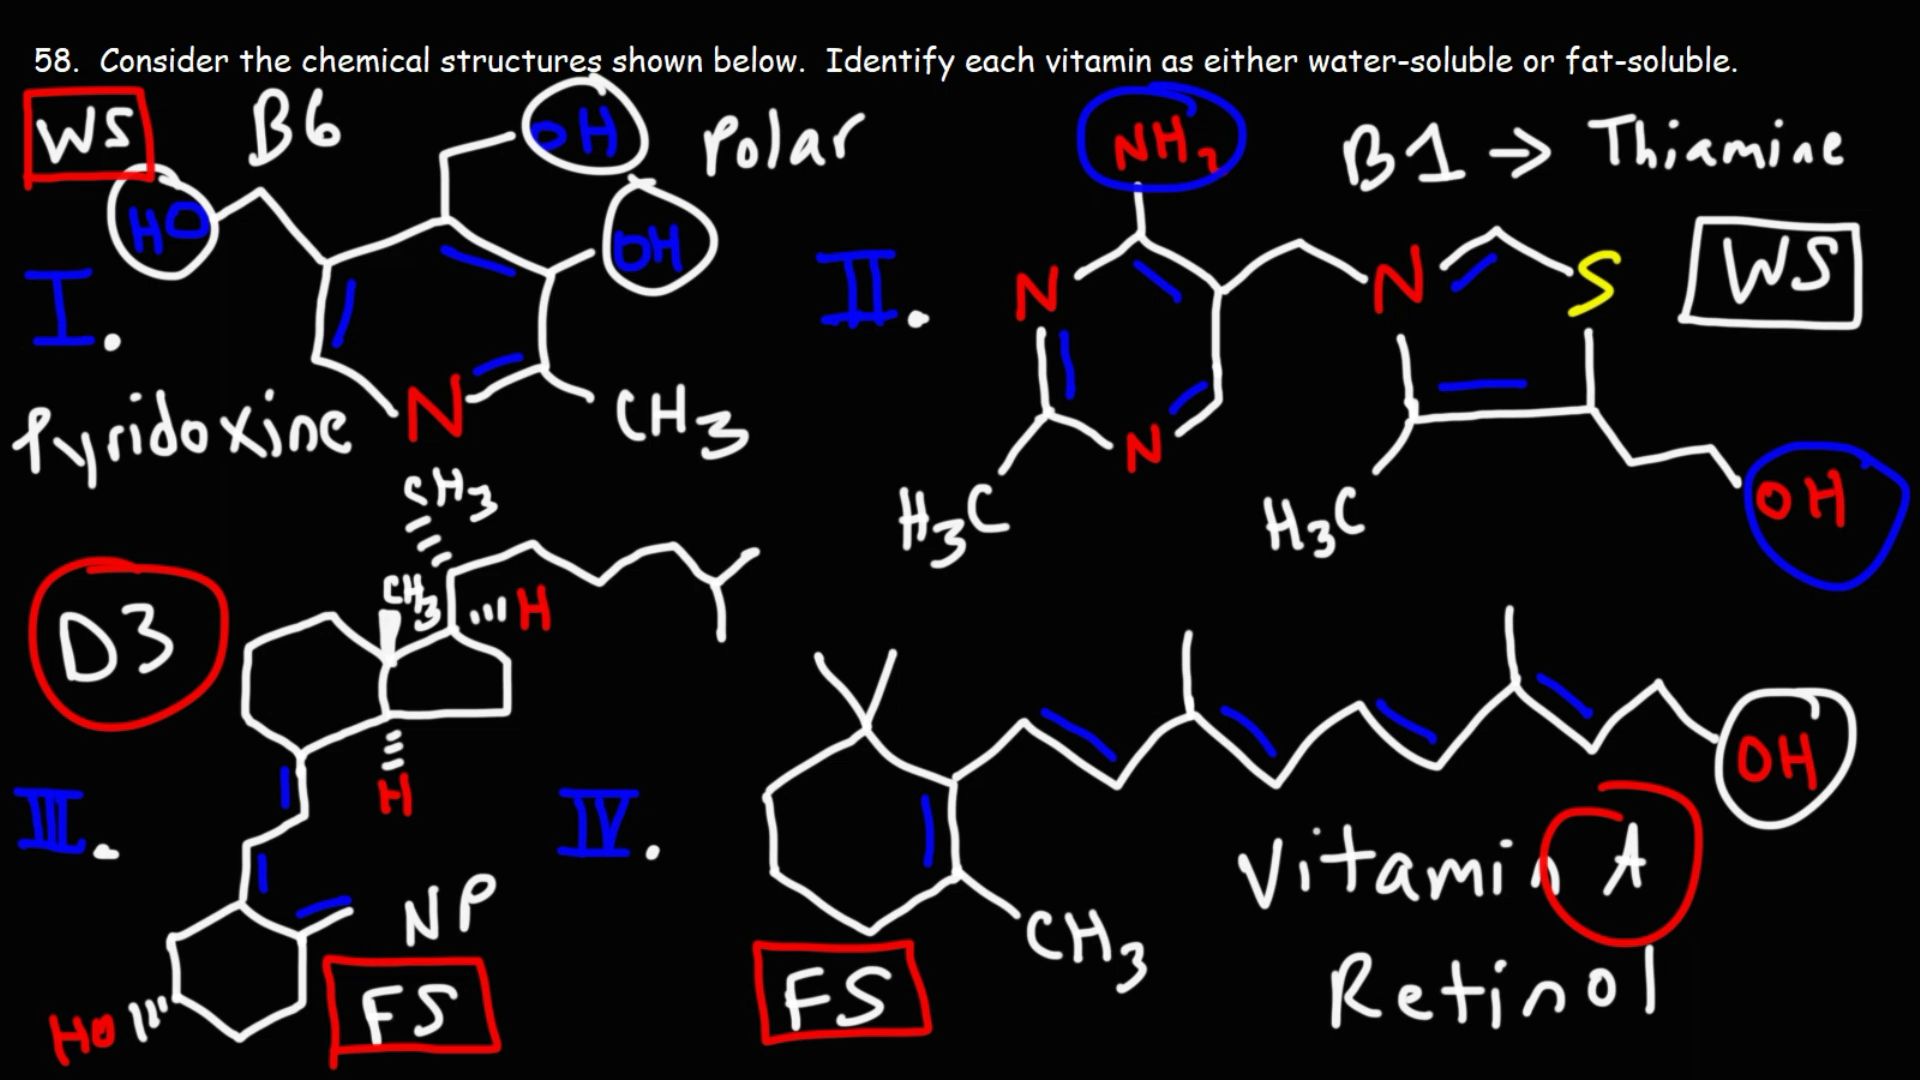 58. Consider the chemical structures shown below. Identify each vitamin as either water-soluble or fat-soluble.
WS B6 OH Polar
HO OH
I.
N CH3
Pyridoxine
NH2 B1 → Thiamine
II. N N S WS
N
H3C H3C OH
D3 CH3
CH3 H
H
III.
NP
HO FS
IV. OH
CH3
Vitamin A
FS Retinol